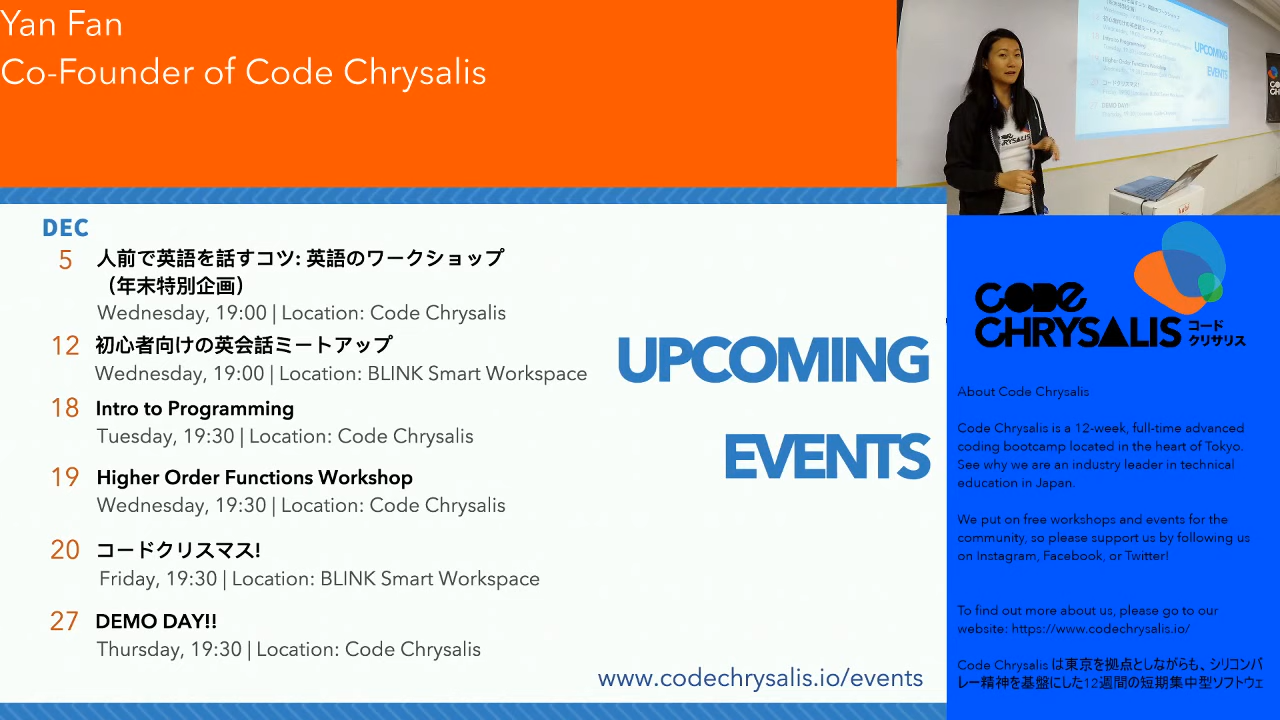 Yan Fan
Co-Founder of Code Chrysalis
DEC
5 人前で英語を話すコツ: 英語のワークショップ
（年末特別企画）
Wednesday, 19:00 | Location: Code Chrysalis
12 初心者向けの英会話ミートアップ
Wednesday, 19:00 | Location: BLINK Smart Workspace
18 Intro to Programming
Tuesday, 19:30 | Location: Code Chrysalis
19 Higher Order Functions Workshop
Wednesday, 19:30 | Location: Code Chrysalis
20 コードクリスマス!
Friday, 19:30 | Location: BLINK Smart Workspace
27 DEMO DAY!!
Thursday, 19:30 | Location: Code Chrysalis
UPCOMING
EVENTS
www.codechrysalis.io/events
UPCOMING
EVENTS
CODE
CHRYSALIS
コード
クリサリス
About Code Chrysalis
Code Chrysalis is a 12-week, full-time advanced
coding bootcamp located in the heart of Tokyo.
See why we are an industry leader in technical
education in Japan.
We put on free workshops and events for the
community, so please support us by following us
on Instagram, Facebook, or Twitter!
To find out more about us, please go to our
website: https://www.codechrysalis.io/
Code Chrysalis は東京を拠点としながらも、シリコンバ
レー精神を基盤にした12週間の短期集中型ソフトウェ